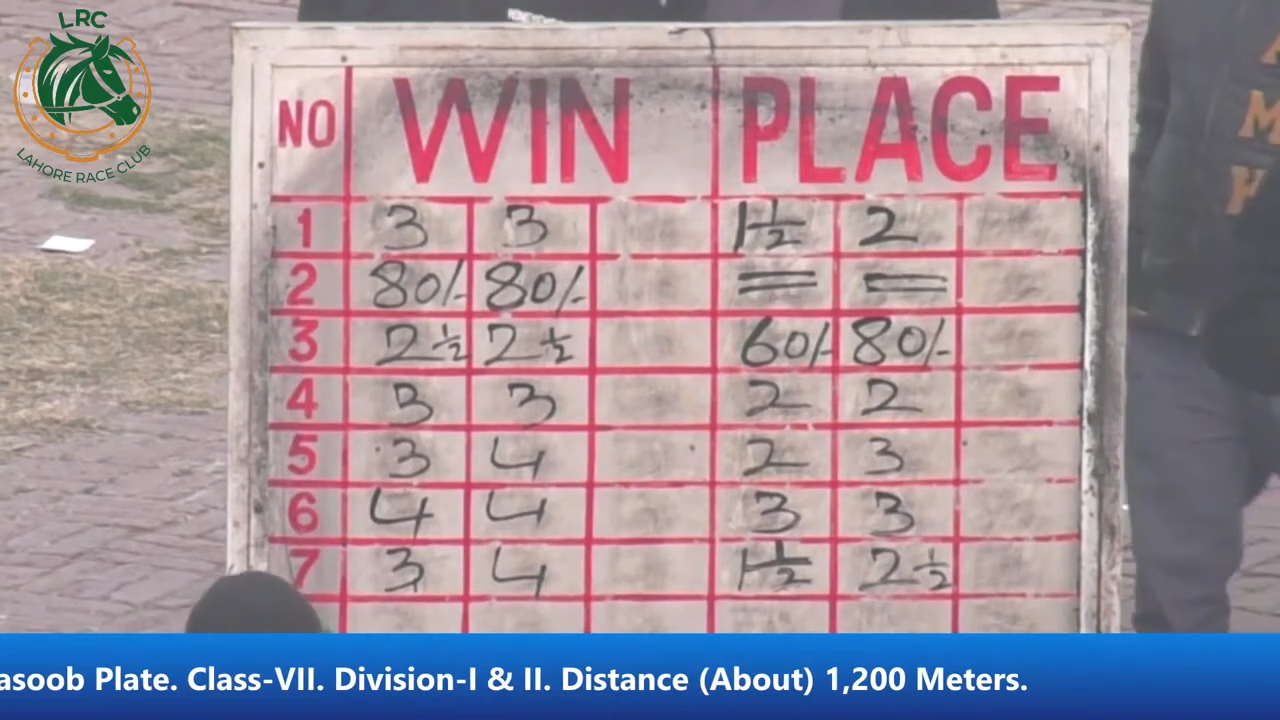 LRC
LAHORE RACE CLUB
NO WIN PLACE
1 3 3 1½ 2
2 80/- 80/- = =
3 2½ 2½ 60/- 80/-
4 3 3 2 2
5 3 4 2 3
6 4 4 3 3
7 3 4 1½ 2½
M
asoob Plate. Class-VII. Division-I & II. Distance (About) 1,200 Meters.